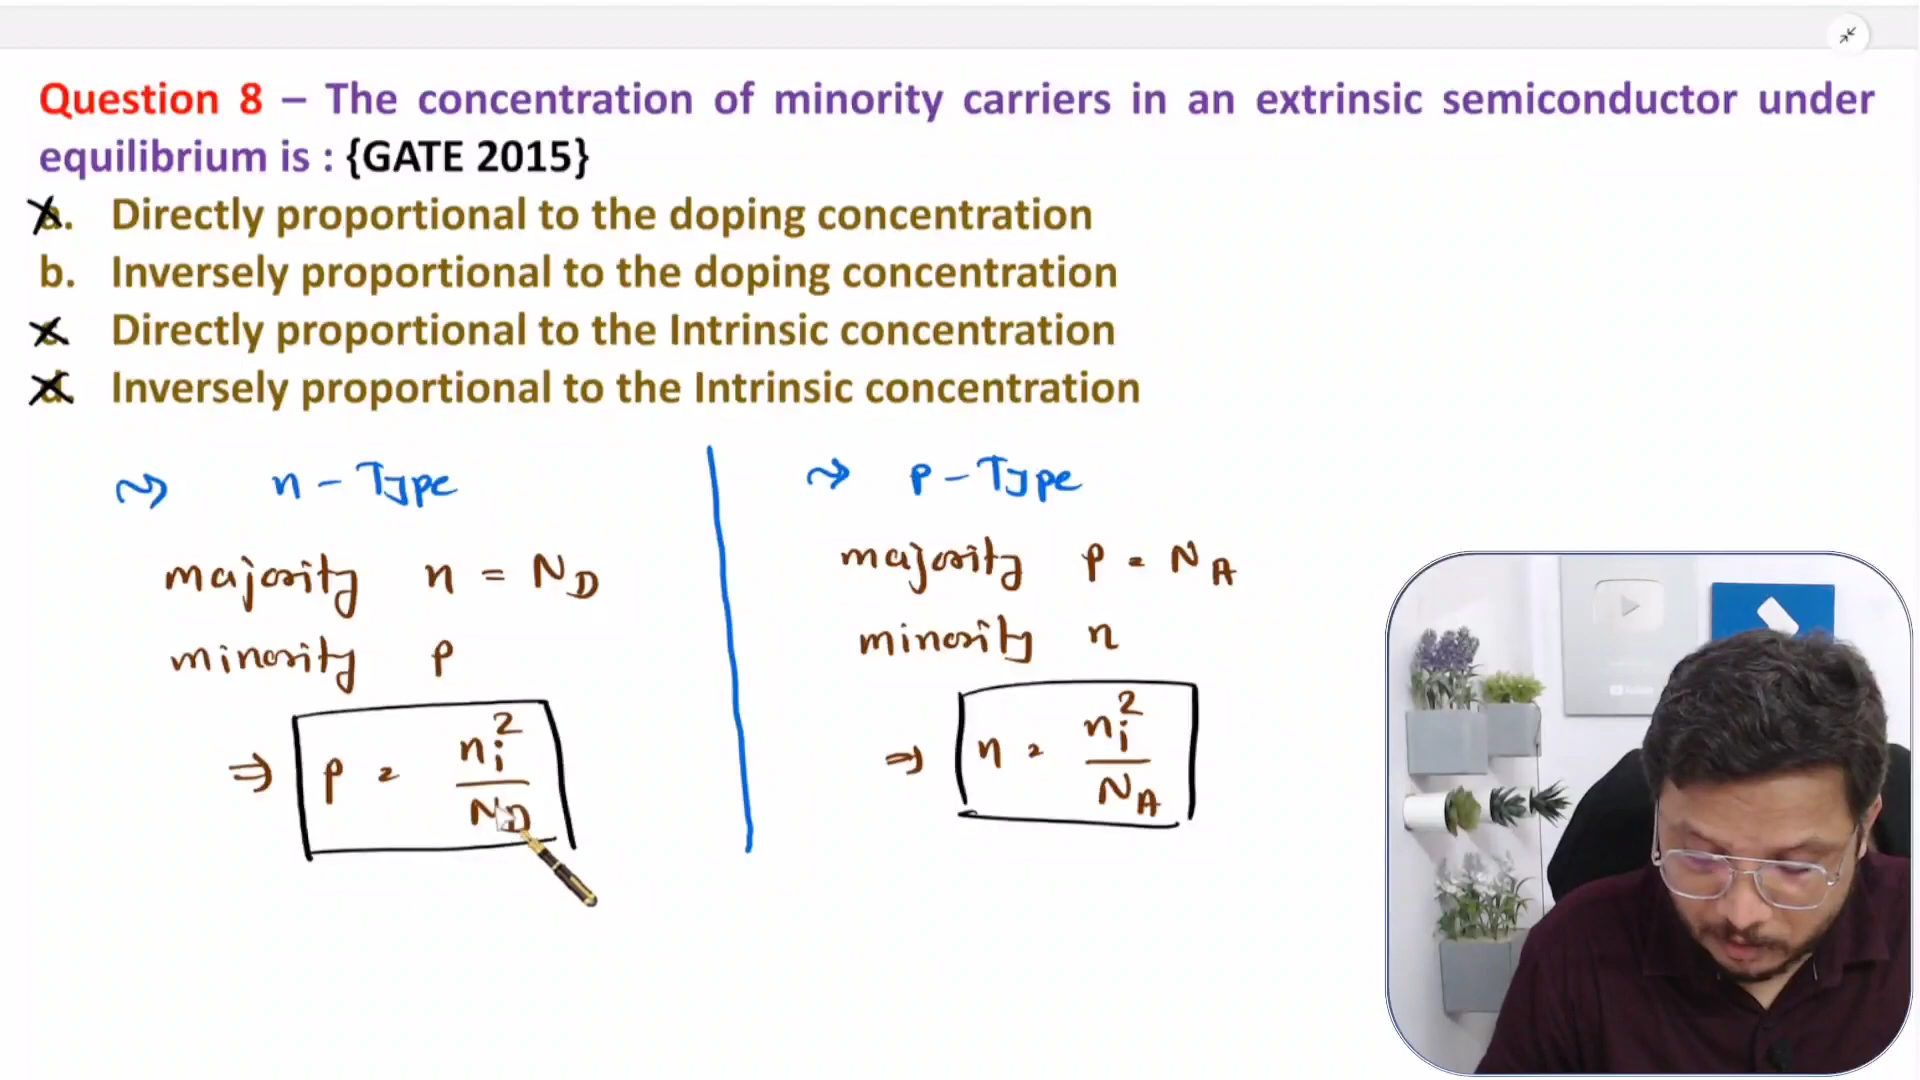 Question 8 – The concentration of minority carriers in an extrinsic semiconductor under
equilibrium is : {GATE 2015}
a. Directly proportional to the doping concentration
b. Inversely proportional to the doping concentration
c. Directly proportional to the Intrinsic concentration
d. Inversely proportional to the Intrinsic concentration
n - Type
majority n = N_D
minority p
⇒ p = n_i^2 / N_D
p - Type
majority p = N_A
minority n
⇒ n = n_i^2 / N_A